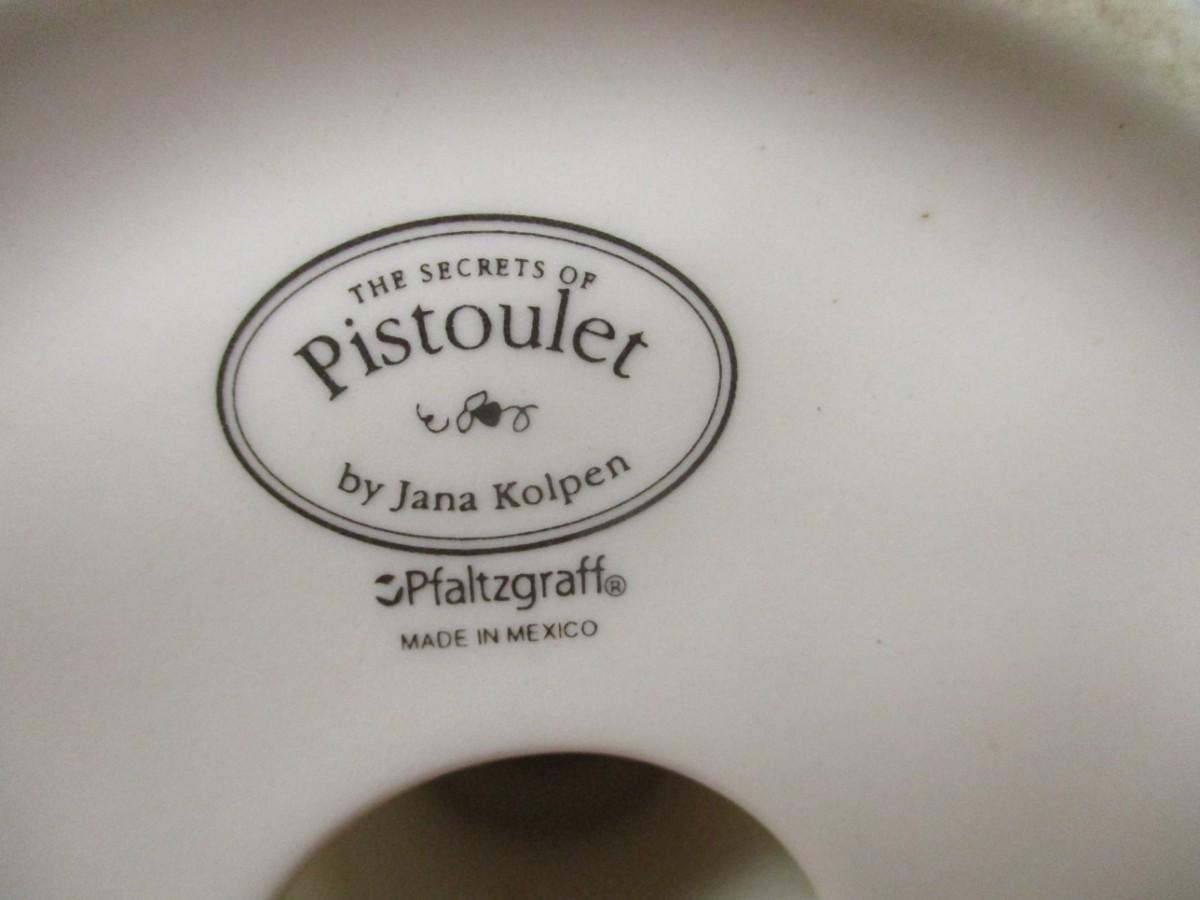 THE SECRETS OF
Pistoulet
by Jana Kolpen
Pfaltzgraff®
MADE IN MEXICO